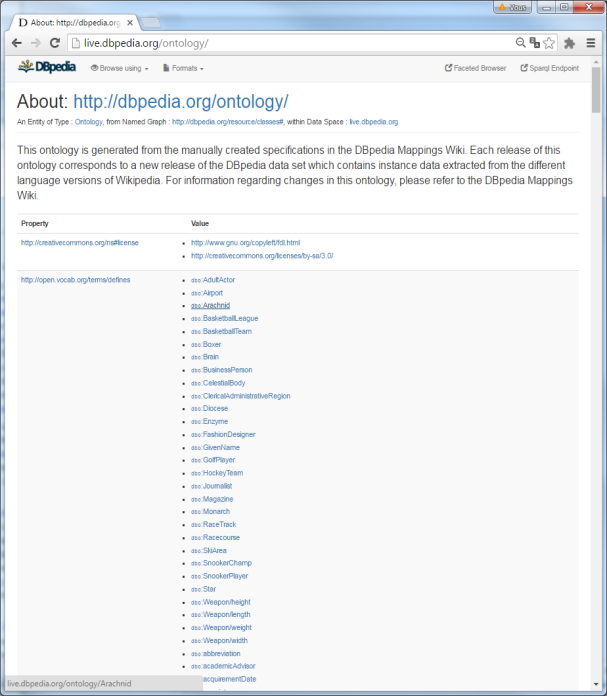 Vous
D About: http://dbpedia.org/on
live.dbpedia.org/ontology/
DBpedia Browse using Formats Faceted Browser Sparql Endpoint
About: http://dbpedia.org/ontology/
An Entity of Type : Ontology, from Named Graph : http://dbpedia.org/resource/classes#, within Data Space : live.dbpedia.org
This ontology is generated from the manually created specifications in the DBpedia Mappings Wiki. Each release of this
ontology corresponds to a new release of the DBpedia data set which contains instance data extracted from the different
language versions of Wikipedia. For information regarding changes in this ontology, please refer to the DBpedia Mappings
Wiki.
Property Value
http://creativecommons.org/ns#license • http://www.gnu.org/copyleft/fdl.html
• http://creativecommons.org/licenses/by-sa/3.0/
http://open.vocab.org/terms/defines • dbo:AdultActor
• dbo:Airport
• dbo:Arachnid
• dbo:BasketballLeague
• dbo:BasketballTeam
• dbo:Boxer
• dbo:Brain
• dbo:BusinessPerson
• dbo:CelestialBody
• dbo:ClericalAdministrativeRegion
• dbo:Diocese
• dbo:Enzyme
• dbo:FashionDesigner
• dbo:GivenName
• dbo:GolfPlayer
• dbo:HockeyTeam
• dbo:Journalist
• dbo:Magazine
• dbo:Monarch
• dbo:RaceTrack
• dbo:Racecourse
• dbo:SkiArea
• dbo:SnookerChamp
• dbo:SnookerPlayer
• dbo:Star
• dbo:Weapon/height
• dbo:Weapon/length
• dbo:Weapon/weight
• dbo:Weapon/width
• dbo:abbreviation
• dbo:academicAdvisor
• dbo:acquirementDate
live.dbpedia.org/ontology/Arachnid